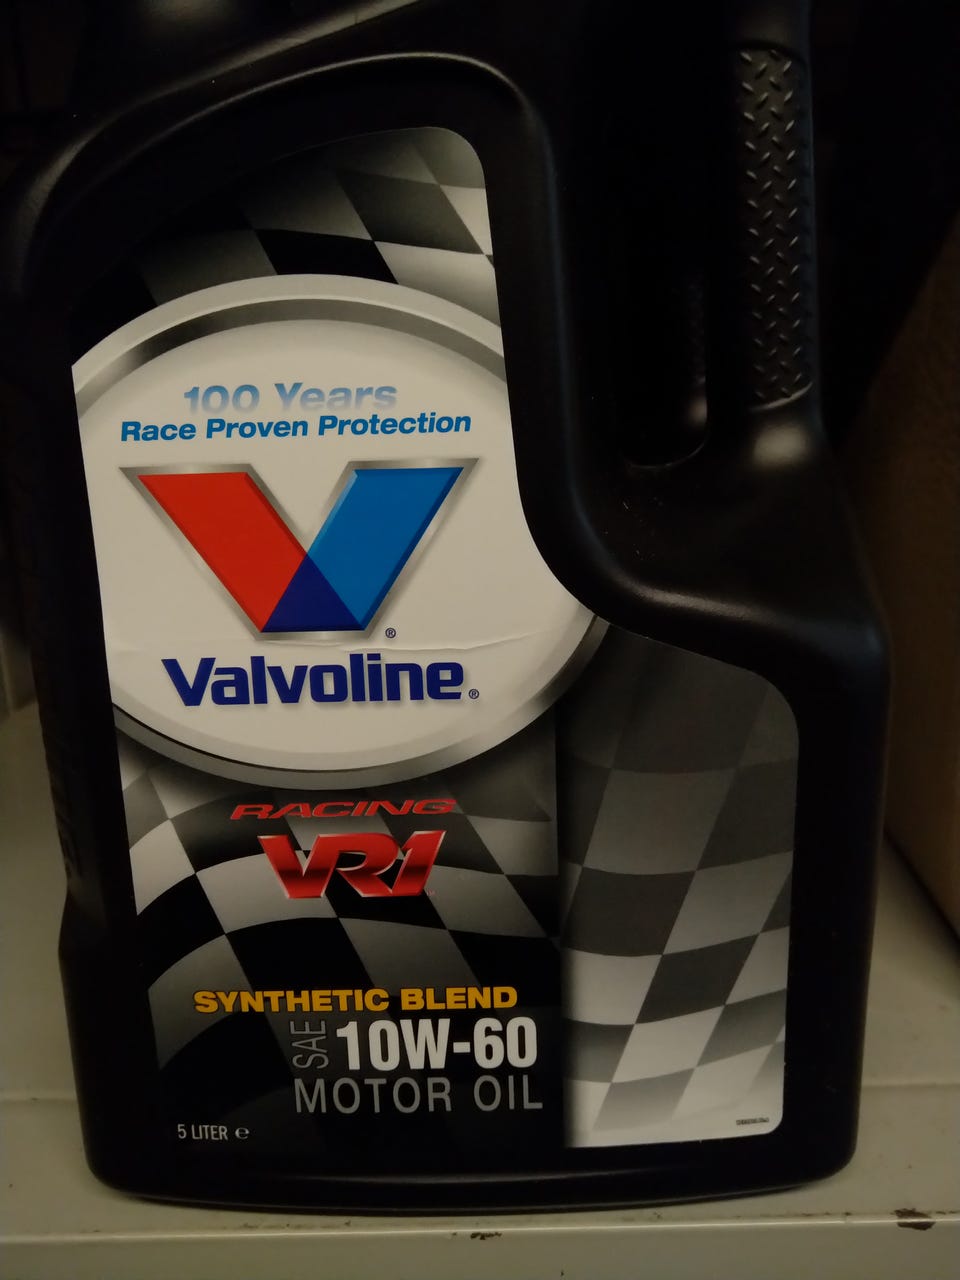 100 Years
Race Proven Protection
®
Valvoline®
RACING
VR1
SYNTHETIC BLEND
SAE 10W-60
MOTOR OIL
5 LITER e